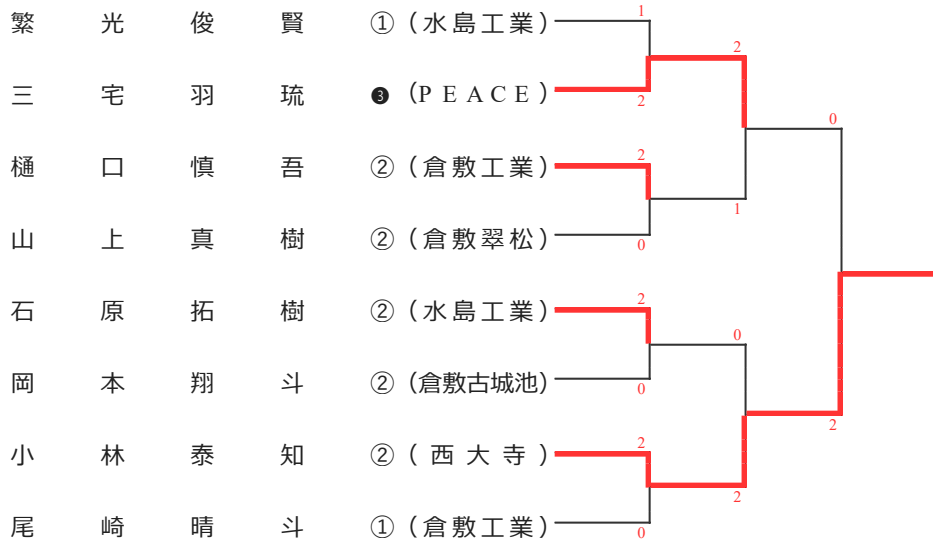 繁光俊賢 ①（水島工業） 1
2
三宅羽琉 ❸（PEACE） 2
0
樋口慎吾 ②（倉敷工業） 2
1
山上真樹 ②（倉敷翠松） 0
石原拓樹 ②（水島工業） 2
0
岡本翔斗 ②（倉敷古城池） 0
2
小林泰知 ②（西大寺） 2
2
尾崎晴斗 ①（倉敷工業） 0